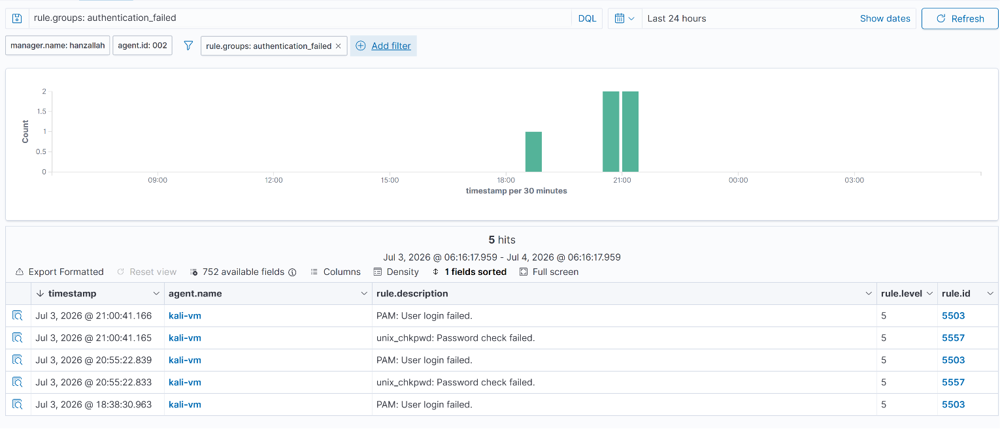 rule.groups: authentication_failed DQL Last 24 hours Show dates Refresh
manager.name: hanzallah agent.id: 002 rule.groups: authentication_failed × Add filter
2
1.5
1
0.5
0
Count
09:00 12:00 15:00 18:00 21:00 00:00 03:00
timestamp per 30 minutes
5 hits
Jul 3, 2026 @ 06:16:17.959 - Jul 4, 2026 @ 06:16:17.959
Export Formatted Reset view 752 available fields Columns Density 1 fields sorted Full screen
timestamp agent.name rule.description rule.level rule.id
Jul 3, 2026 @ 21:00:41.166 kali-vm PAM: User login failed. 5 5503
Jul 3, 2026 @ 21:00:41.165 kali-vm unix_chkpwd: Password check failed. 5 5557
Jul 3, 2026 @ 20:55:22.839 kali-vm PAM: User login failed. 5 5503
Jul 3, 2026 @ 20:55:22.833 kali-vm unix_chkpwd: Password check failed. 5 5557
Jul 3, 2026 @ 18:38:30.963 kali-vm PAM: User login failed. 5 5503